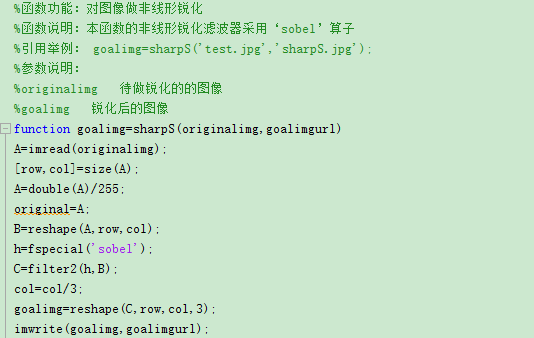 %函数功能：对图像做非线形锐化
%函数说明：本函数的非线形锐化滤波器采用‘sobel’算子
%引用举例： goalimg=sharpS('test.jpg','sharpS.jpg');
%参数说明：
%originalimg   待做锐化的的图像
%goalimg   锐化后的图像
function goalimg=sharpS(originalimg,goalimgurl)
A=imread(originalimg);
[row,col]=size(A);
A=double(A)/255;
original=A;
B=reshape(A,row,col);
h=fspecial('sobel');
C=filter2(h,B);
col=col/3;
goalimg=reshape(C,row,col,3);
imwrite(goalimg,goalimgurl);